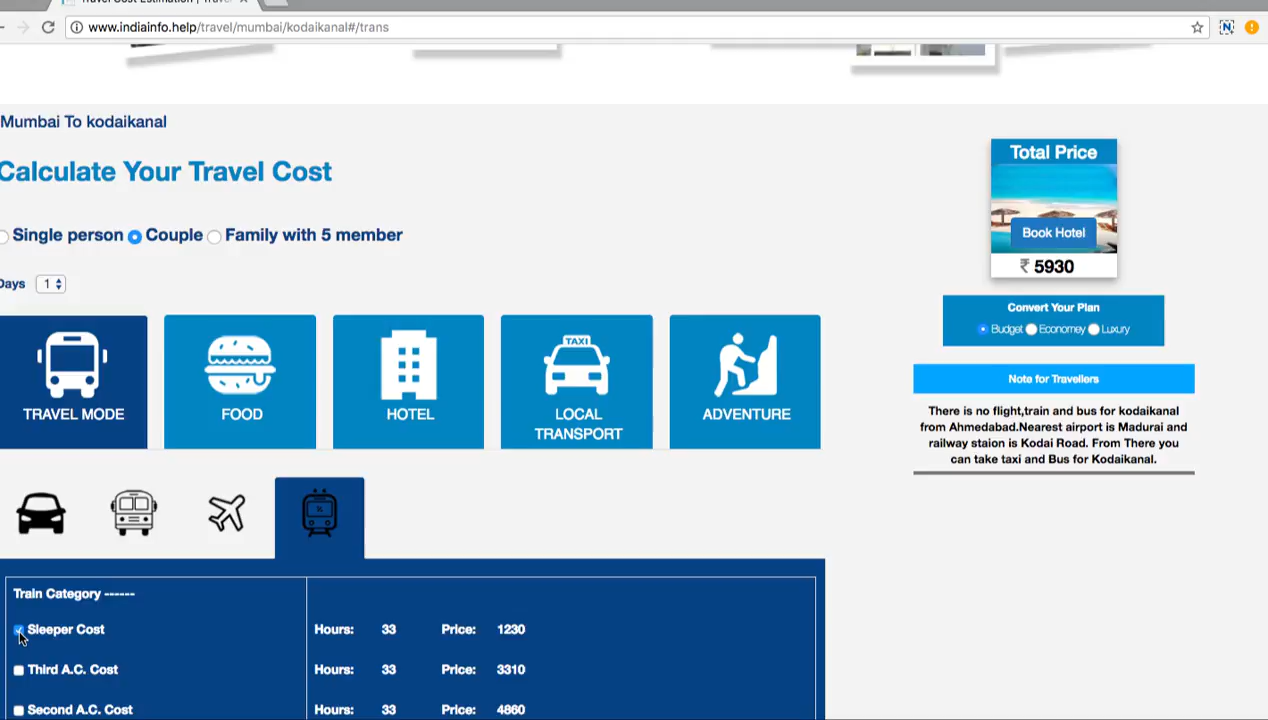 www.indiainfo.help/travel/mumbai/kodaikanal#/trans
Mumbai To kodaikanal
Calculate Your Travel Cost
Single person Couple Family with 5 member
Days 1
TRAVEL MODE
FOOD
HOTEL
LOCAL
TRANSPORT
TAXI
ADVENTURE
Train Category ------
Sleeper Cost Hours: 33 Price: 1230
Third A.C. Cost Hours: 33 Price: 3310
Second A.C. Cost Hours: 33 Price: 4860
Total Price
Book Hotel
₹ 5930
Convert Your Plan
Budget Economey Luxury
Note for Travellers
There is no flight,train and bus for kodaikanal
from Ahmedabad.Nearest airport is Madurai and
railway staion is Kodai Road. From There you
can take taxi and Bus for Kodaikanal.